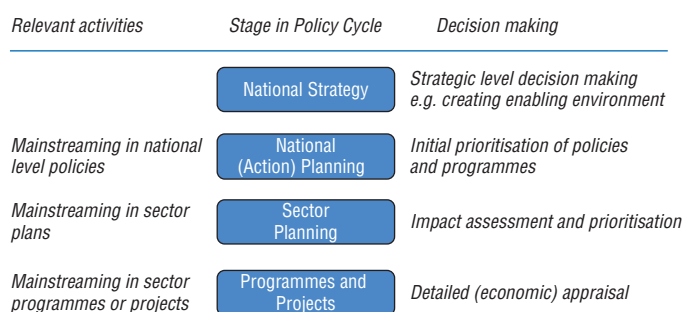 Relevant activities
Stage in Policy Cycle
Decision making
National Strategy
Strategic level decision making
e.g. creating enabling environment
Mainstreaming in national
level policies
National
(Action) Planning
Initial prioritisation of policies
and programmes
Mainstreaming in sector
plans
Sector
Planning
Impact assessment and prioritisation
Mainstreaming in sector
programmes or projects
Programmes and
Projects
Detailed (economic) appraisal